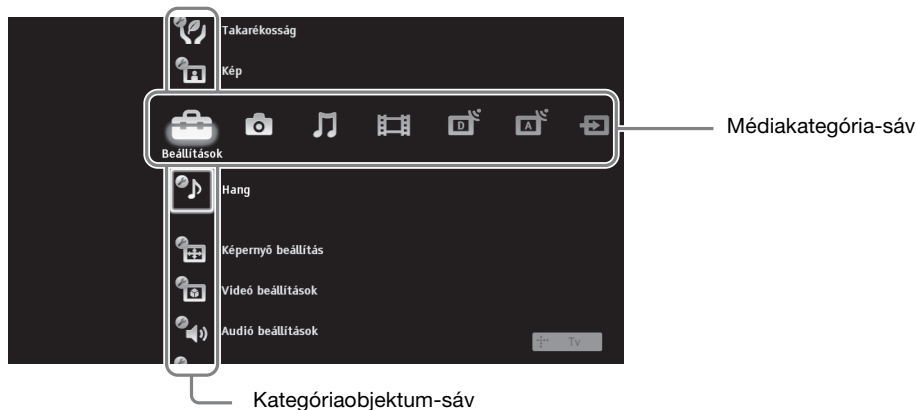 Takarékosság
Kép
Médiakategória-sáv
D
A
Beállítások
Hang
Képernyő beállítás
Videó beállítások
Audió beállítások
Tv
Kategóriaobjektum-sáv